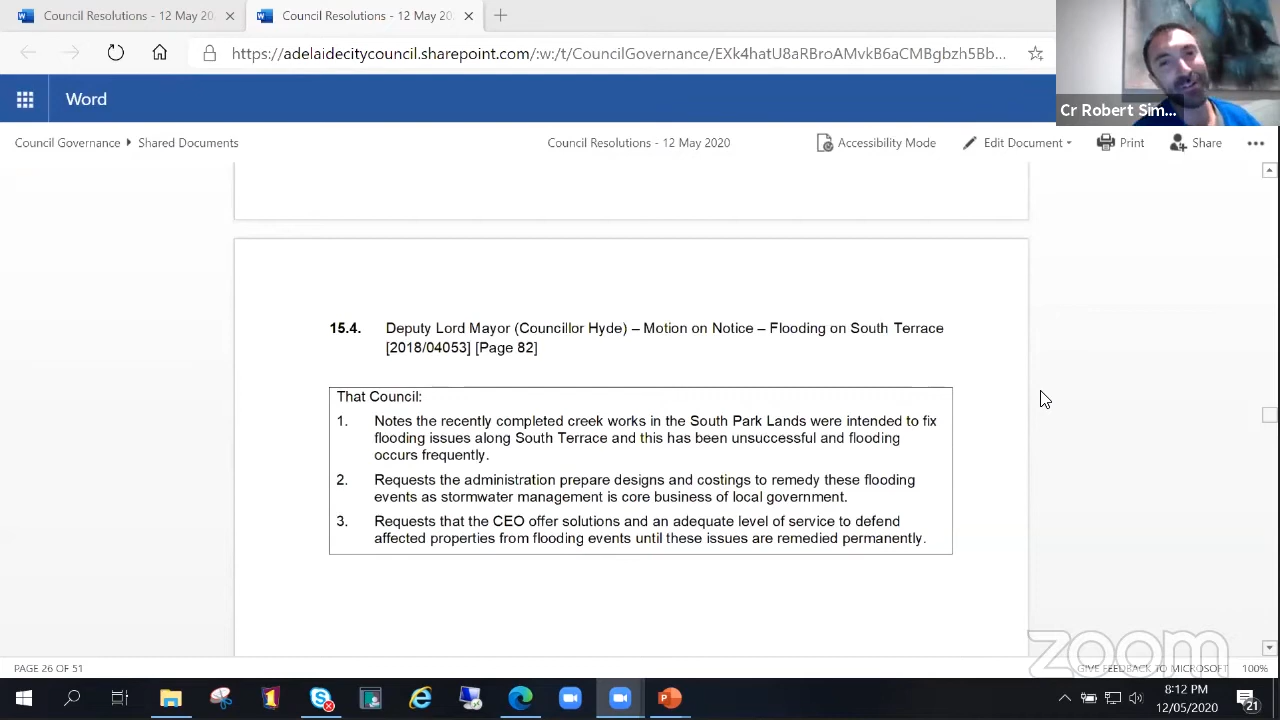 Council Resolutions - 12 May 20
Council Resolutions - 12 May 202
https://adelaidecitycouncil.sharepoint.com/:w:/t/CouncilGovernance/EXk4hatU8aRBroAMvkB6aCMBgbzh5Bb...
Cr Robert Sim...
Word
Council Governance Shared Documents
Council Resolutions - 12 May 2020
Accessibility Mode
Edit Document
Print
Share
15.4. Deputy Lord Mayor (Councillor Hyde) – Motion on Notice – Flooding on South Terrace
[2018/04053] [Page 82]
That Council:
1. Notes the recently completed creek works in the South Park Lands were intended to fix
flooding issues along South Terrace and this has been unsuccessful and flooding
occurs frequently.
2. Requests the administration prepare designs and costings to remedy these flooding
events as stormwater management is core business of local government.
3. Requests that the CEO offer solutions and an adequate level of service to defend
affected properties from flooding events until these issues are remedied permanently.
zoom
PAGE 26 OF 51
GIVE FEEDBACK TO MICROSOFT
100%
8:12 PM
12/05/2020
21